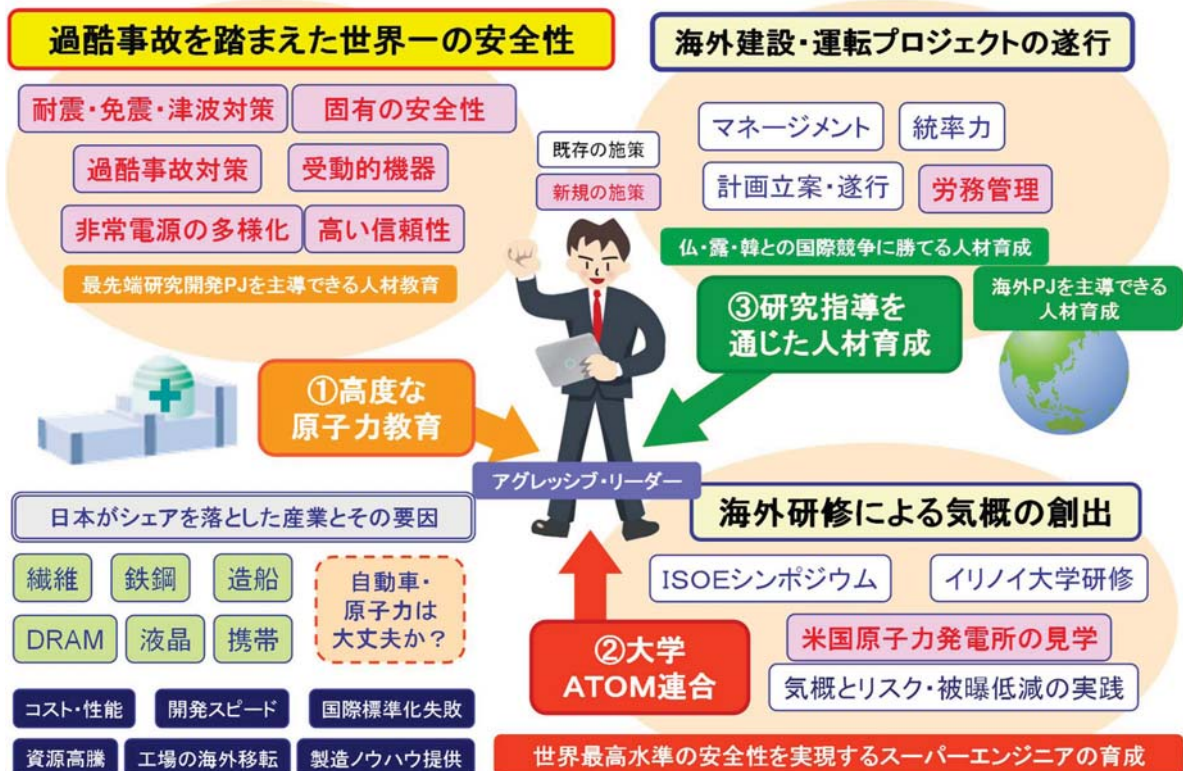 過酷事故を踏まえた世界一の安全性
耐震・免震・津波対策
固有の安全性
過酷事故対策
受動的機器
非常電源の多様化
高い信頼性
最先端研究開発PJを主導できる人材教育
既存の施策
新規の施策
海外建設・運転プロジェクトの遂行
マネージメント
統率力
計画立案・遂行
労務管理
仏・露・韓との国際競争に勝てる人材育成
海外PJを主導できる
人材育成
③研究指導を
通じた人材育成
①高度な
原子力教育
アグレッシブ・リーダー
日本がシェアを落とした産業とその要因
繊維
鉄鋼
造船
DRAM
液晶
携帯
自動車・
原子力は
大丈夫か？
コスト・性能
開発スピード
国際標準化失敗
資源高騰
工場の海外移転
製造ノウハウ提供
海外研修による気概の創出
ISOEシンポジウム
イリノイ大学研修
米国原子力発電所の見学
気概とリスク・被曝低減の実践
②大学
ATOM連合
世界最高水準の安全性を実現するスーパーエンジニアの育成